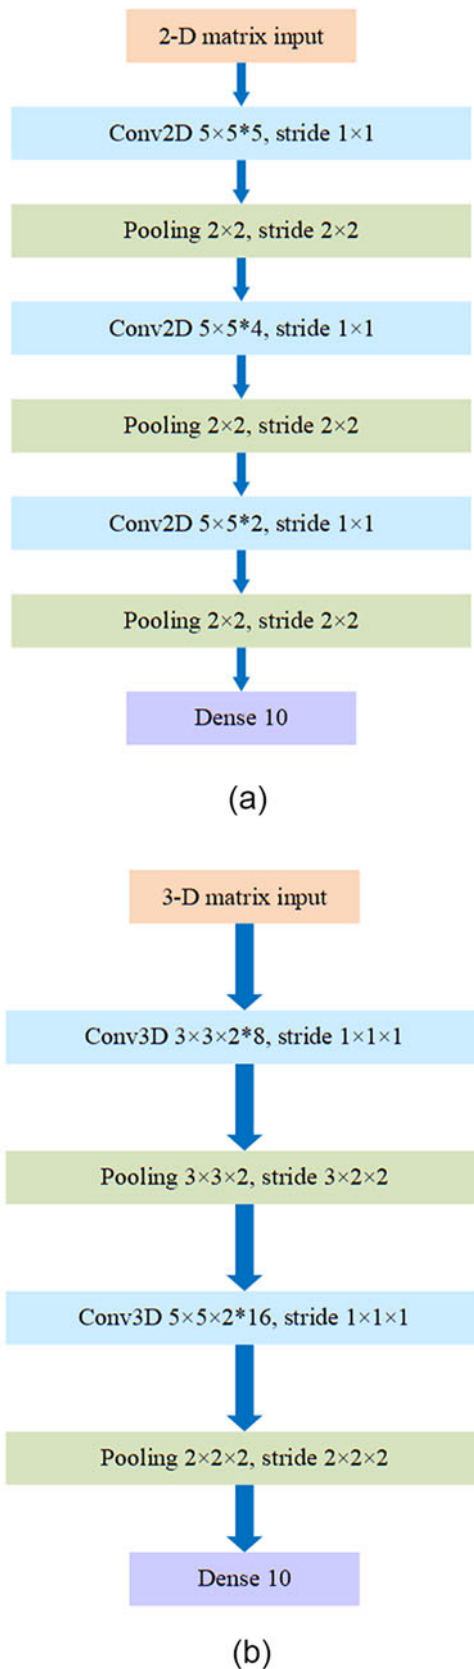 2-D matrix input
Conv2D 5×5*5, stride 1×1
Pooling 2×2, stride 2×2
Conv2D 5×5*4, stride 1×1
Pooling 2×2, stride 2×2
Conv2D 5×5*2, stride 1×1
Pooling 2×2, stride 2×2
Dense 10
(a)
3-D matrix input
Conv3D 3×3×2*8, stride 1×1×1
Pooling 3×3×2, stride 3×2×2
Conv3D 5×5×2*16, stride 1×1×1
Pooling 2×2×2, stride 2×2×2
Dense 10
(b)